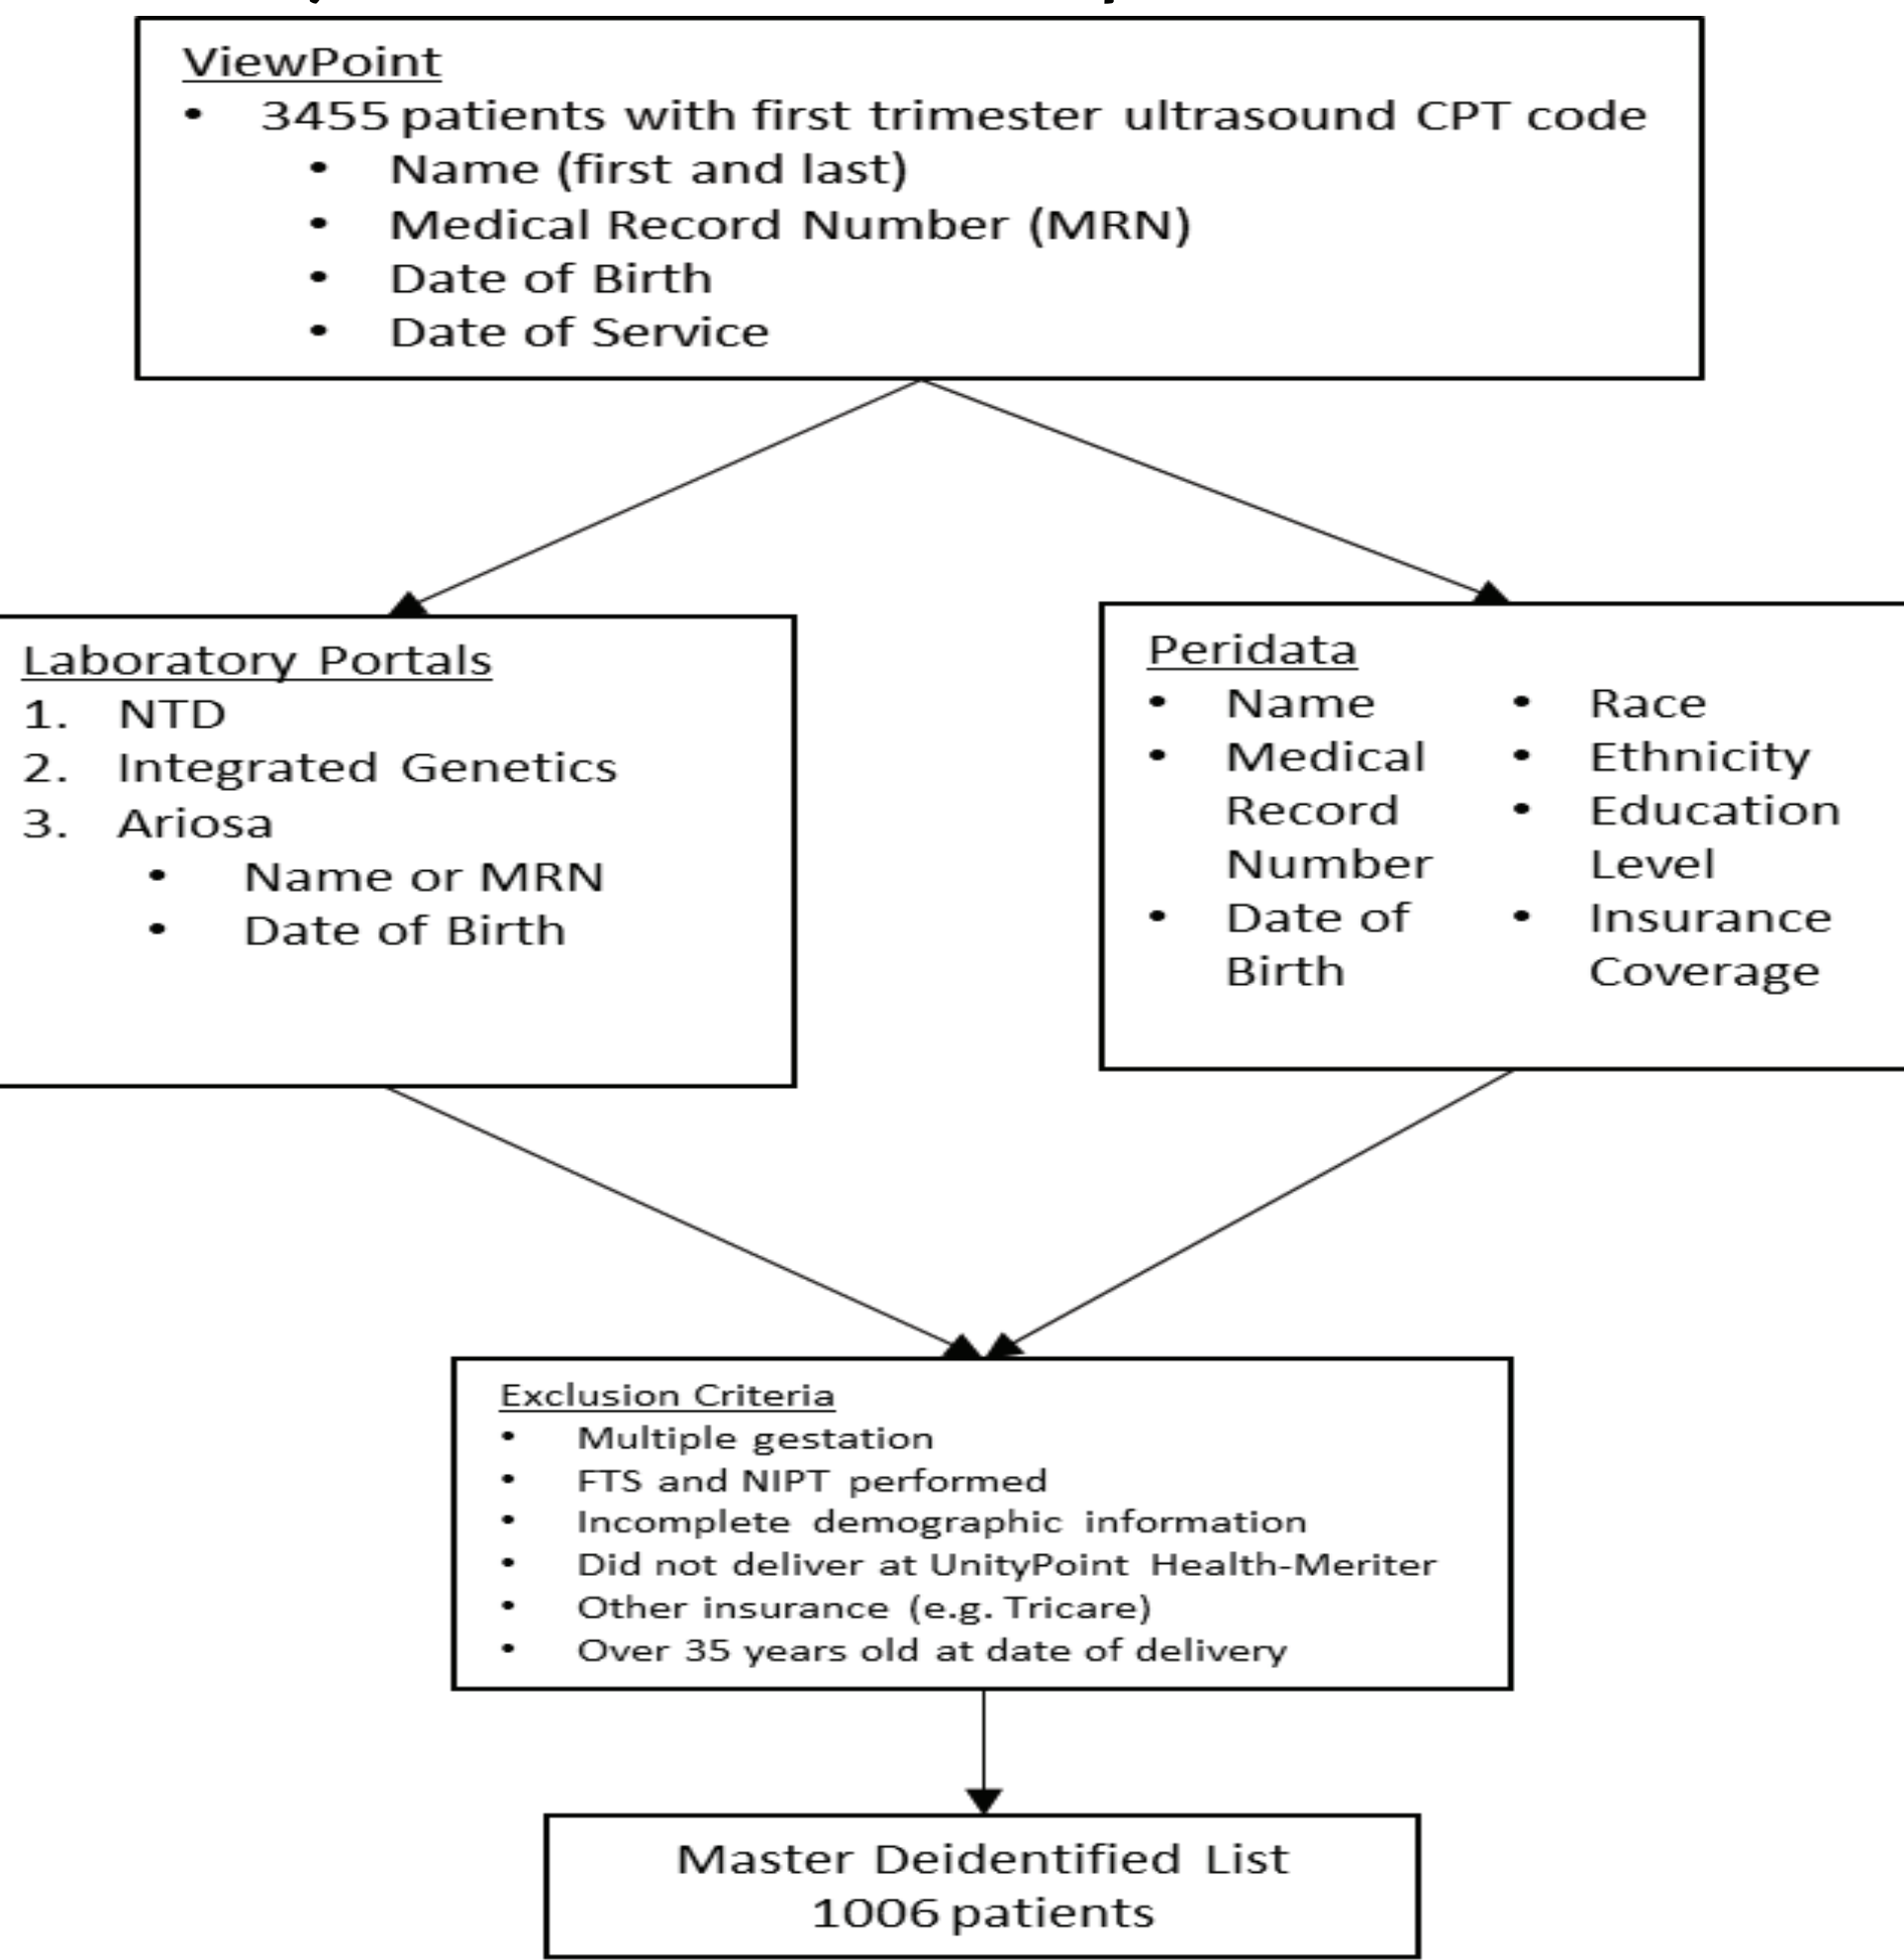 ViewPoint
• 3455 patients with first trimester ultrasound CPT code
• Name (first and last)
• Medical Record Number (MRN)
• Date of Birth
• Date of Service
Laboratory Portals
1. NTD
2. Integrated Genetics
3. Ariosa
• Name or MRN
• Date of Birth
Peridata
• Name
• Medical
Record
Number
• Date of
Birth
• Race
• Ethnicity
• Education
Level
• Insurance
Coverage
Exclusion Criteria
• Multiple gestation
• FTS and NIPT performed
• Incomplete demographic information
• Did not deliver at UnityPoint Health-Meriter
• Other insurance (e.g. Tricare)
• Over 35 years old at date of delivery
Master Deidentified List
1006 patients